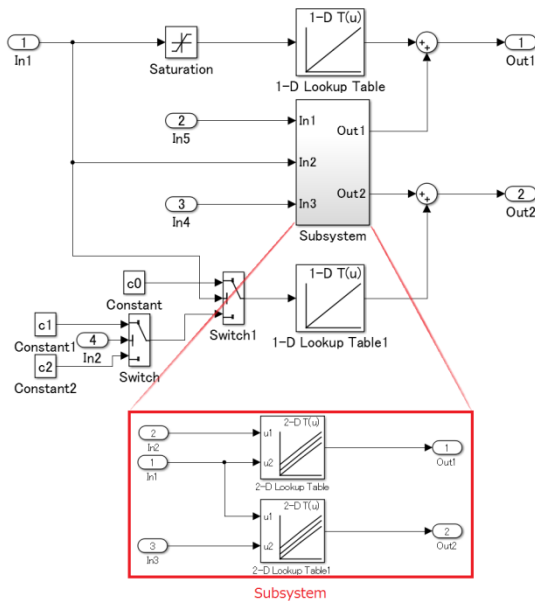 1
In1
Saturation
1-D T(u)
1-D Lookup Table
++
1
Out1
2
In5
In1
In2
In3
Out1
Out2
Subsystem
3
In4
++
2
Out2
c0
Constant
c1
Constant1
4
In2
c2
Constant2
Switch
Switch1
1-D T(u)
1-D Lookup Table1
2
In2
1
In1
2-D T(u)
u1
u2
2-D Lookup Table
1
Out1
3
In3
2-D T(u)
u1
u2
2-D Lookup Table1
2
Out2
Subsystem